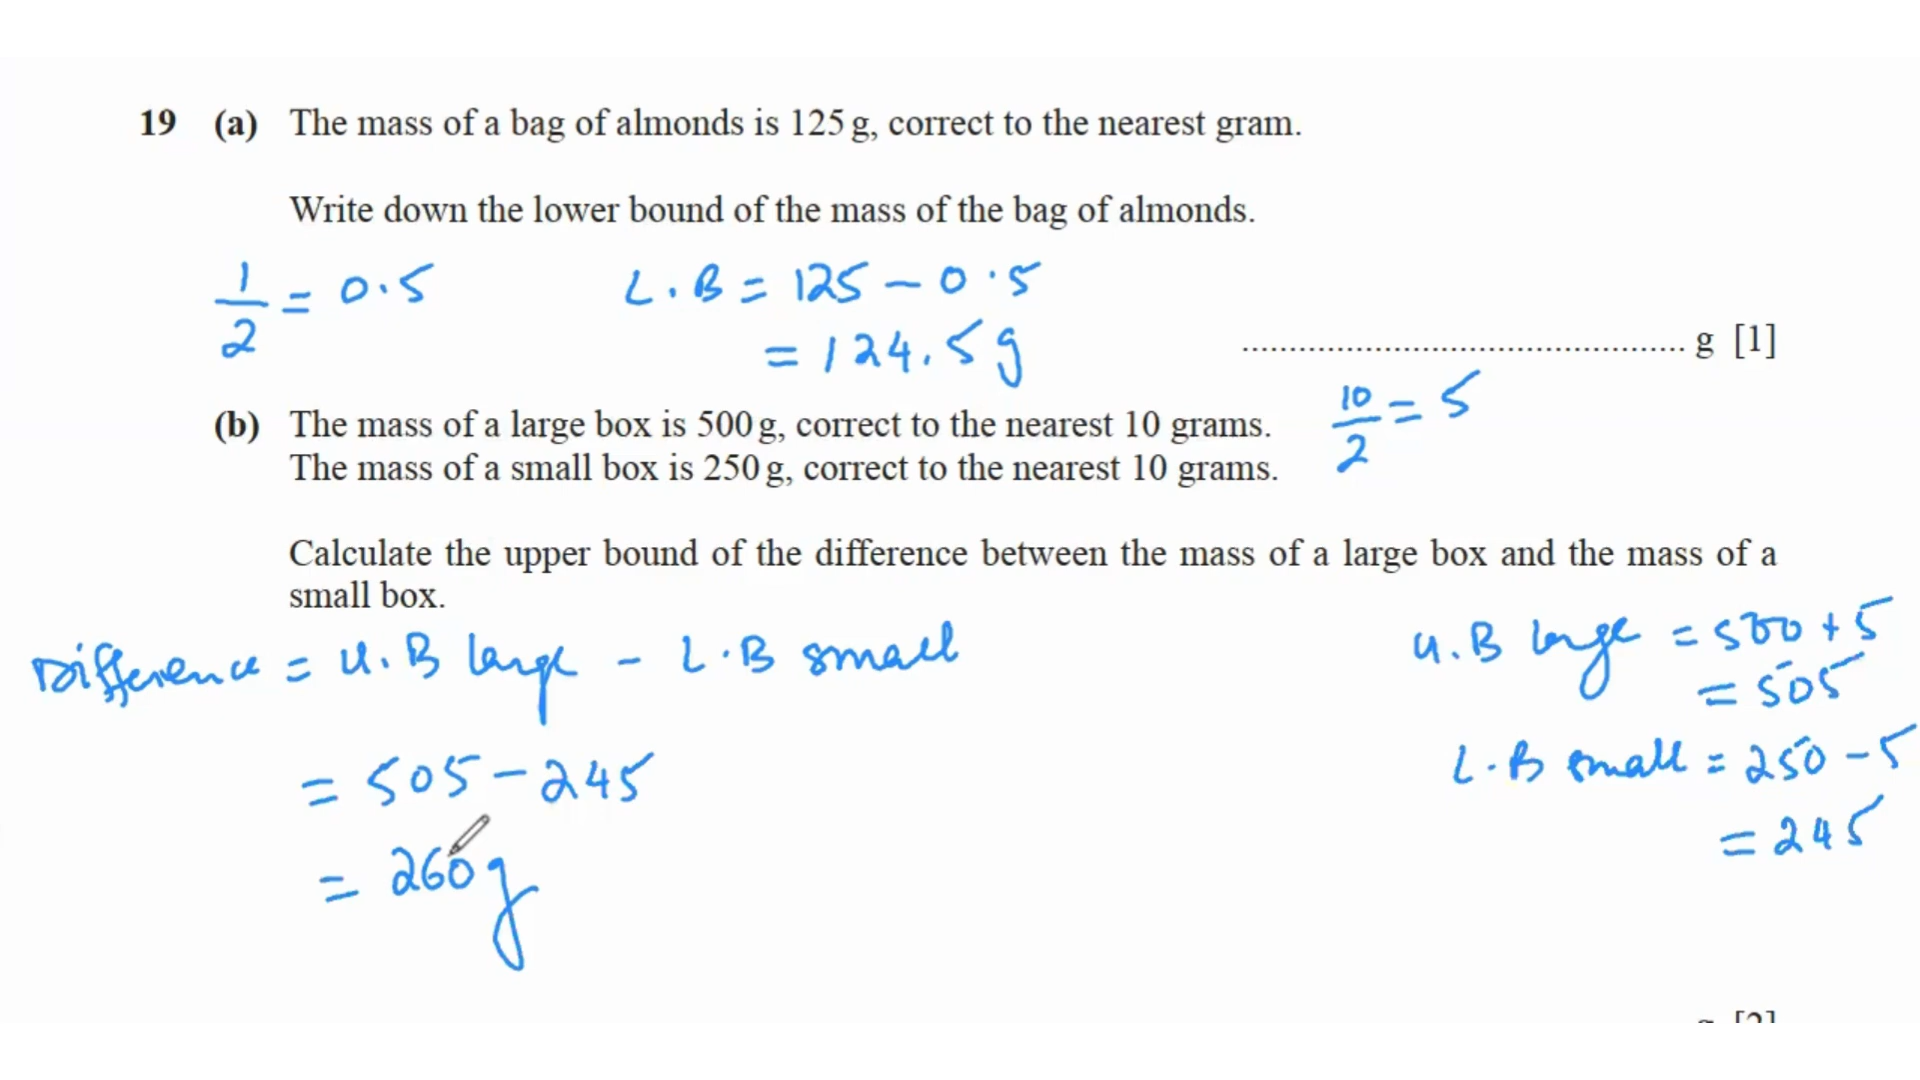 19 (a) The mass of a bag of almonds is 125 g, correct to the nearest gram.
Write down the lower bound of the mass of the bag of almonds.
1/2 = 0.5
L.B = 125 - 0.5
= 124.5 g
.............................................. g [1]
(b) The mass of a large box is 500 g, correct to the nearest 10 grams.
The mass of a small box is 250 g, correct to the nearest 10 grams.
10/2 = 5
Calculate the upper bound of the difference between the mass of a large box and the mass of a
small box.
Difference = U.B large - L.B small
= 505 - 245
= 260 g
U.B large = 500 + 5
= 505
L.B small = 250 - 5
= 245